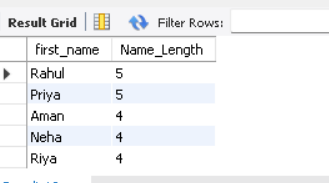 Result Grid Filter Rows:
first_name Name_Length
Rahul 5
Priya 5
Aman 4
Neha 4
Riya 4